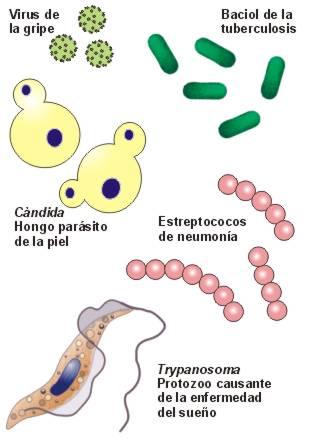 Virus de
la gripe
Baciol de la
tuberculosis
Càndida
Hongo parásito
de la piel
Estreptococos
de neumonía
Trypanosoma
Protozoo causante
de la enfermedad
del sueño